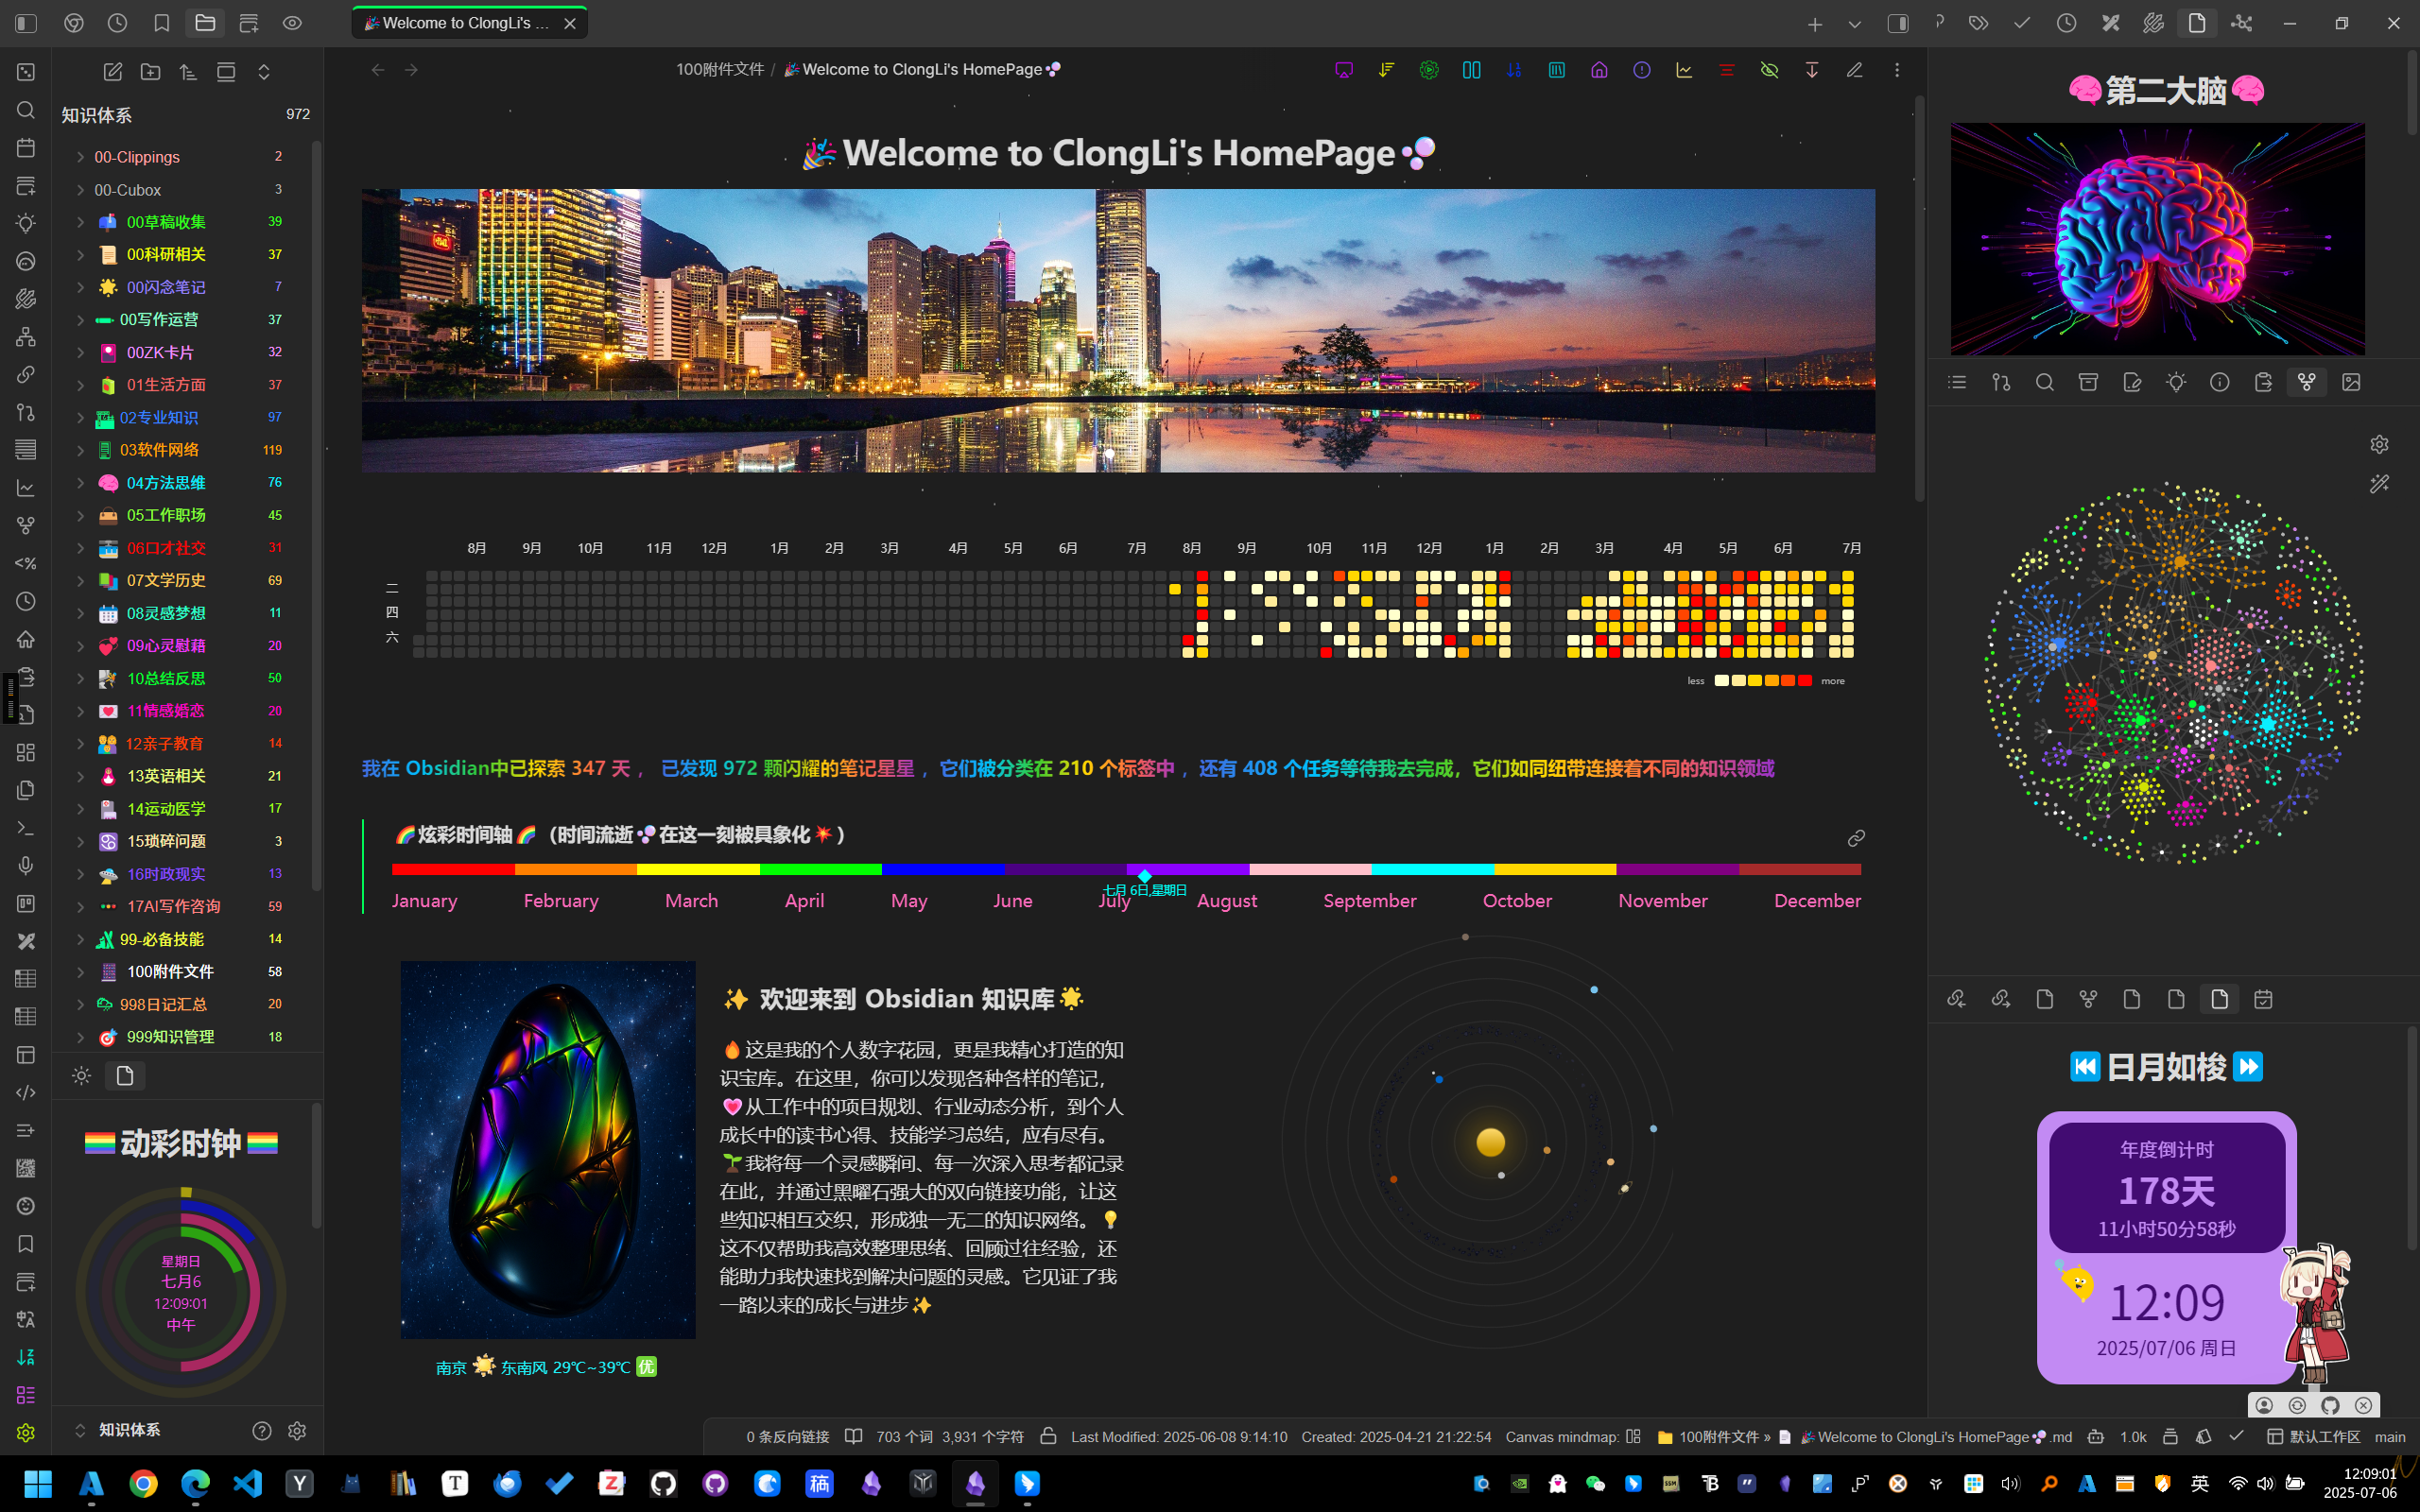 🎉Welcome to ClongLi's ...
100附件文件 / 🎉Welcome to ClongLi's HomePage🫧
知识体系 972
00-Clippings 2
00-Cubox 3
00草稿收集 39
00科研相关 37
00闪念笔记 7
00写作运营 37
00ZK卡片 32
01生活方面 37
02专业知识 97
03软件网络 119
04方法思维 76
05工作职场 45
06口才社交 31
07文学历史 69
08灵感梦想 11
09心灵慰藉 20
10总结反思 50
11情感婚恋 20
12亲子教育 14
13英语相关 21
14运动医学 17
15琐碎问题 3
16时政现实 13
17AI写作咨询 59
99-必备技能 14
100附件文件 58
998日记汇总 20
999知识管理 18
动彩时钟
星期日
七月6
12:09:01
中午
知识体系
🎉Welcome to ClongLi's HomePage🫧
8月 9月 10月 11月 12月 1月 2月 3月 4月 5月 6月 7月 8月 9月 10月 11月 12月 1月 2月 3月 4月 5月 6月 7月
二
四
六
less more
我在 Obsidian中已探索 347 天 ， 已发现 972 颗闪耀的笔记星星 ，它们被分类在 210 个标签中 ，还有 408 个任务等待我去完成，它们如同纽带连接着不同的知识领域
🌈炫彩时间轴🌈（时间流逝🫧在这一刻被具象化💥）
七月 6日,星期日
January February March April May June July August September October November December
✨ 欢迎来到 Obsidian 知识库🌟
🔥这是我的个人数字花园，更是我精心打造的知
识宝库。在这里，你可以发现各种各样的笔记，
💗从工作中的项目规划、行业动态分析，到个人
成长中的读书心得、技能学习总结，应有尽有。
🌱我将每一个灵感瞬间、每一次深入思考都记录
在此，并通过黑曜石强大的双向链接功能，让这
些知识相互交织，形成独一无二的知识网络。💡
这不仅帮助我高效整理思绪、回顾过往经验，还
能助力我快速找到解决问题的灵感。它见证了我
一路以来的成长与进步✨
南京 🌟 东南风 29℃~39℃ 优
🧠第二大脑🧠
⏮日月如梭⏭
年度倒计时
178天
11小时50分58秒
12:09
2025/07/06 周日
0 条反向链接 703 个词 3,931 个字符 Last Modified: 2025-06-08 9:14:10 Created: 2025-04-21 21:22:54 Canvas mindmap: 100附件文件 » 🎉Welcome to ClongLi's HomePage🫧.md 1.0k 默认工作区 main
英
12:09:01
2025-07-06